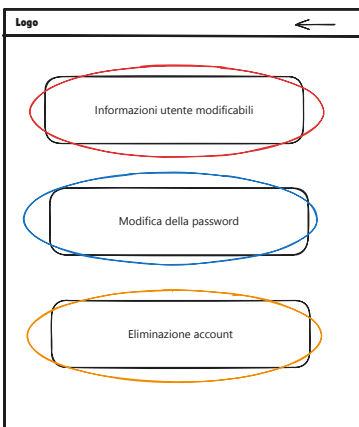 Logo
Informazioni utente modificabili
Modifica della password
Eliminazione account